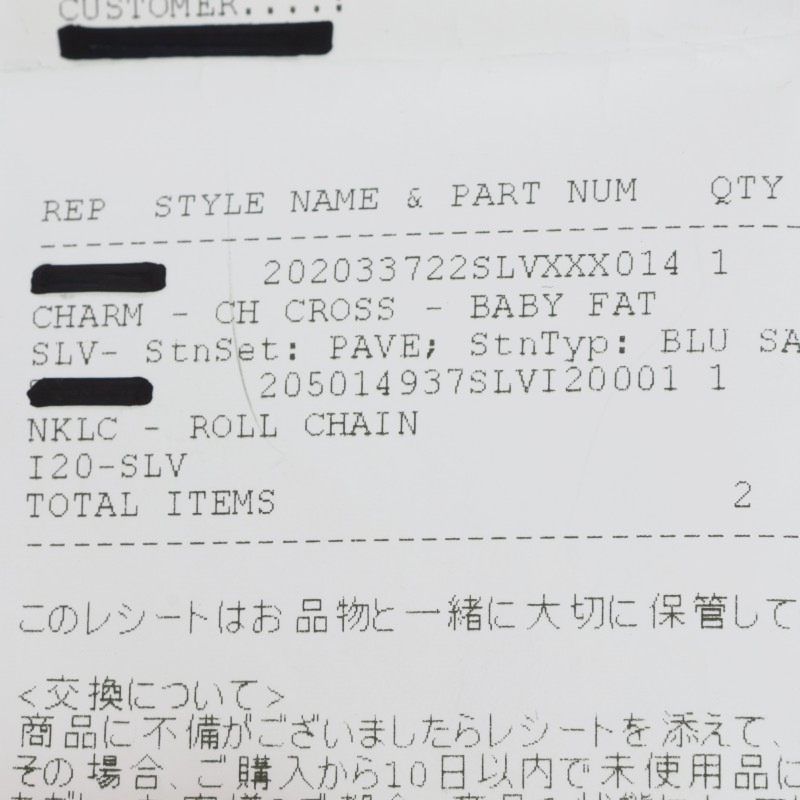 CUSTOMER.....:
REP STYLE NAME & PART NUM QTY
202033722SLVXXX014 1
CHARM - CH CROSS - BABY FAT
SLV- StnSet: PAVE; StnTyp: BLU SA
205014937SLVI20001 1
NKLC - ROLL CHAIN
I20-SLV
TOTAL ITEMS 2
このレシートはお品物と一緒に大切に保管して
<交換について>
商品に不備がございましたらレシートを添えて、
その場合、ご購入から10日以内で未使用品に